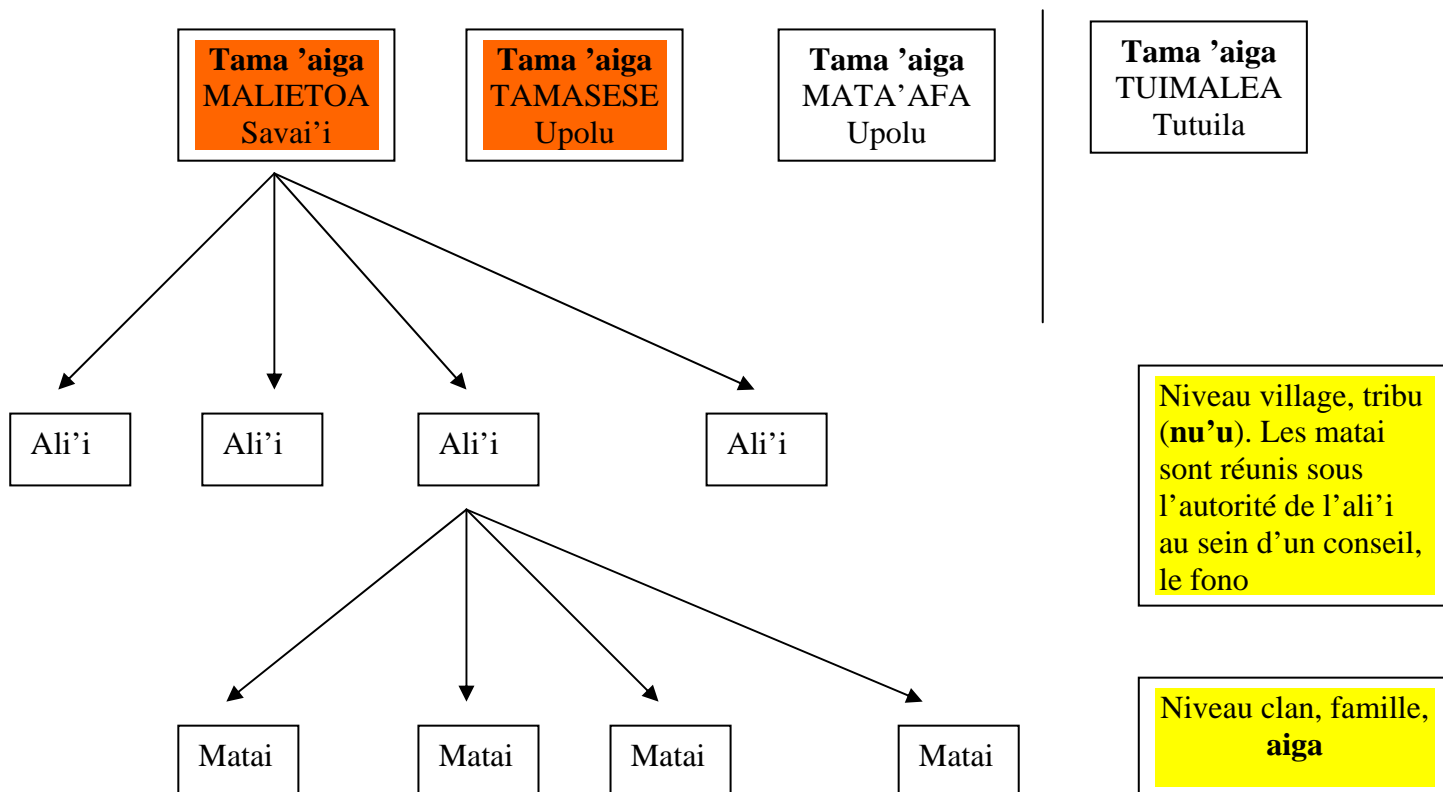 Tama ’aiga
MALIETOA
Savai’i
Tama ’aiga
TAMASESE
Upolu
Tama ’aiga
MATA’AFA
Upolu
Tama ’aiga
TUIMALEA
Tutuila
Ali’i
Ali’i
Ali’i
Ali’i
Niveau village, tribu
(nu’u). Les matai
sont réunis sous
l’autorité de l’ali’i
au sein d’un conseil,
le fono
Matai
Matai
Matai
Matai
Niveau clan, famille,
aiga